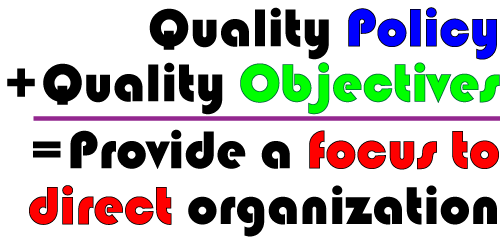 Quality Policy
+Quality Objectives
=Provide a focus to
direct organization